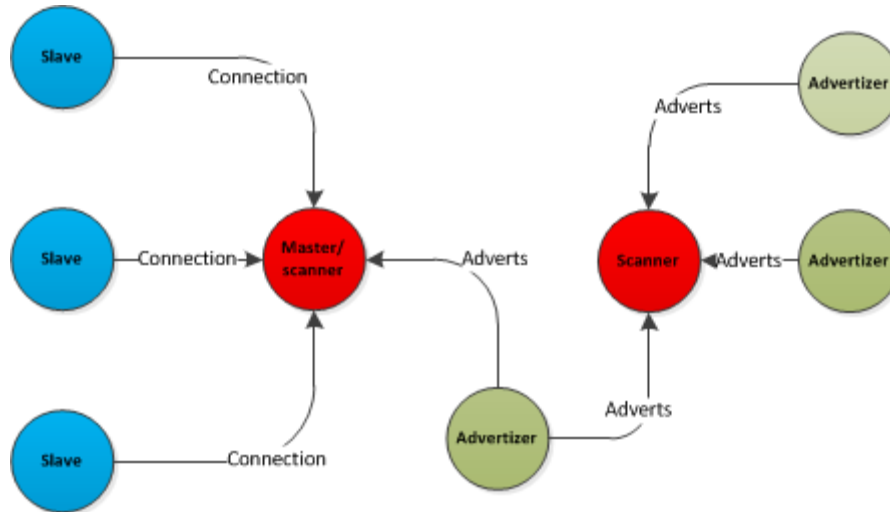 Slave
Connection
Advertizer
Adverts
Slave
Connection
Master/
scanner
Adverts
Scanner
Adverts
Advertizer
Adverts
Advertizer
Slave
Connection